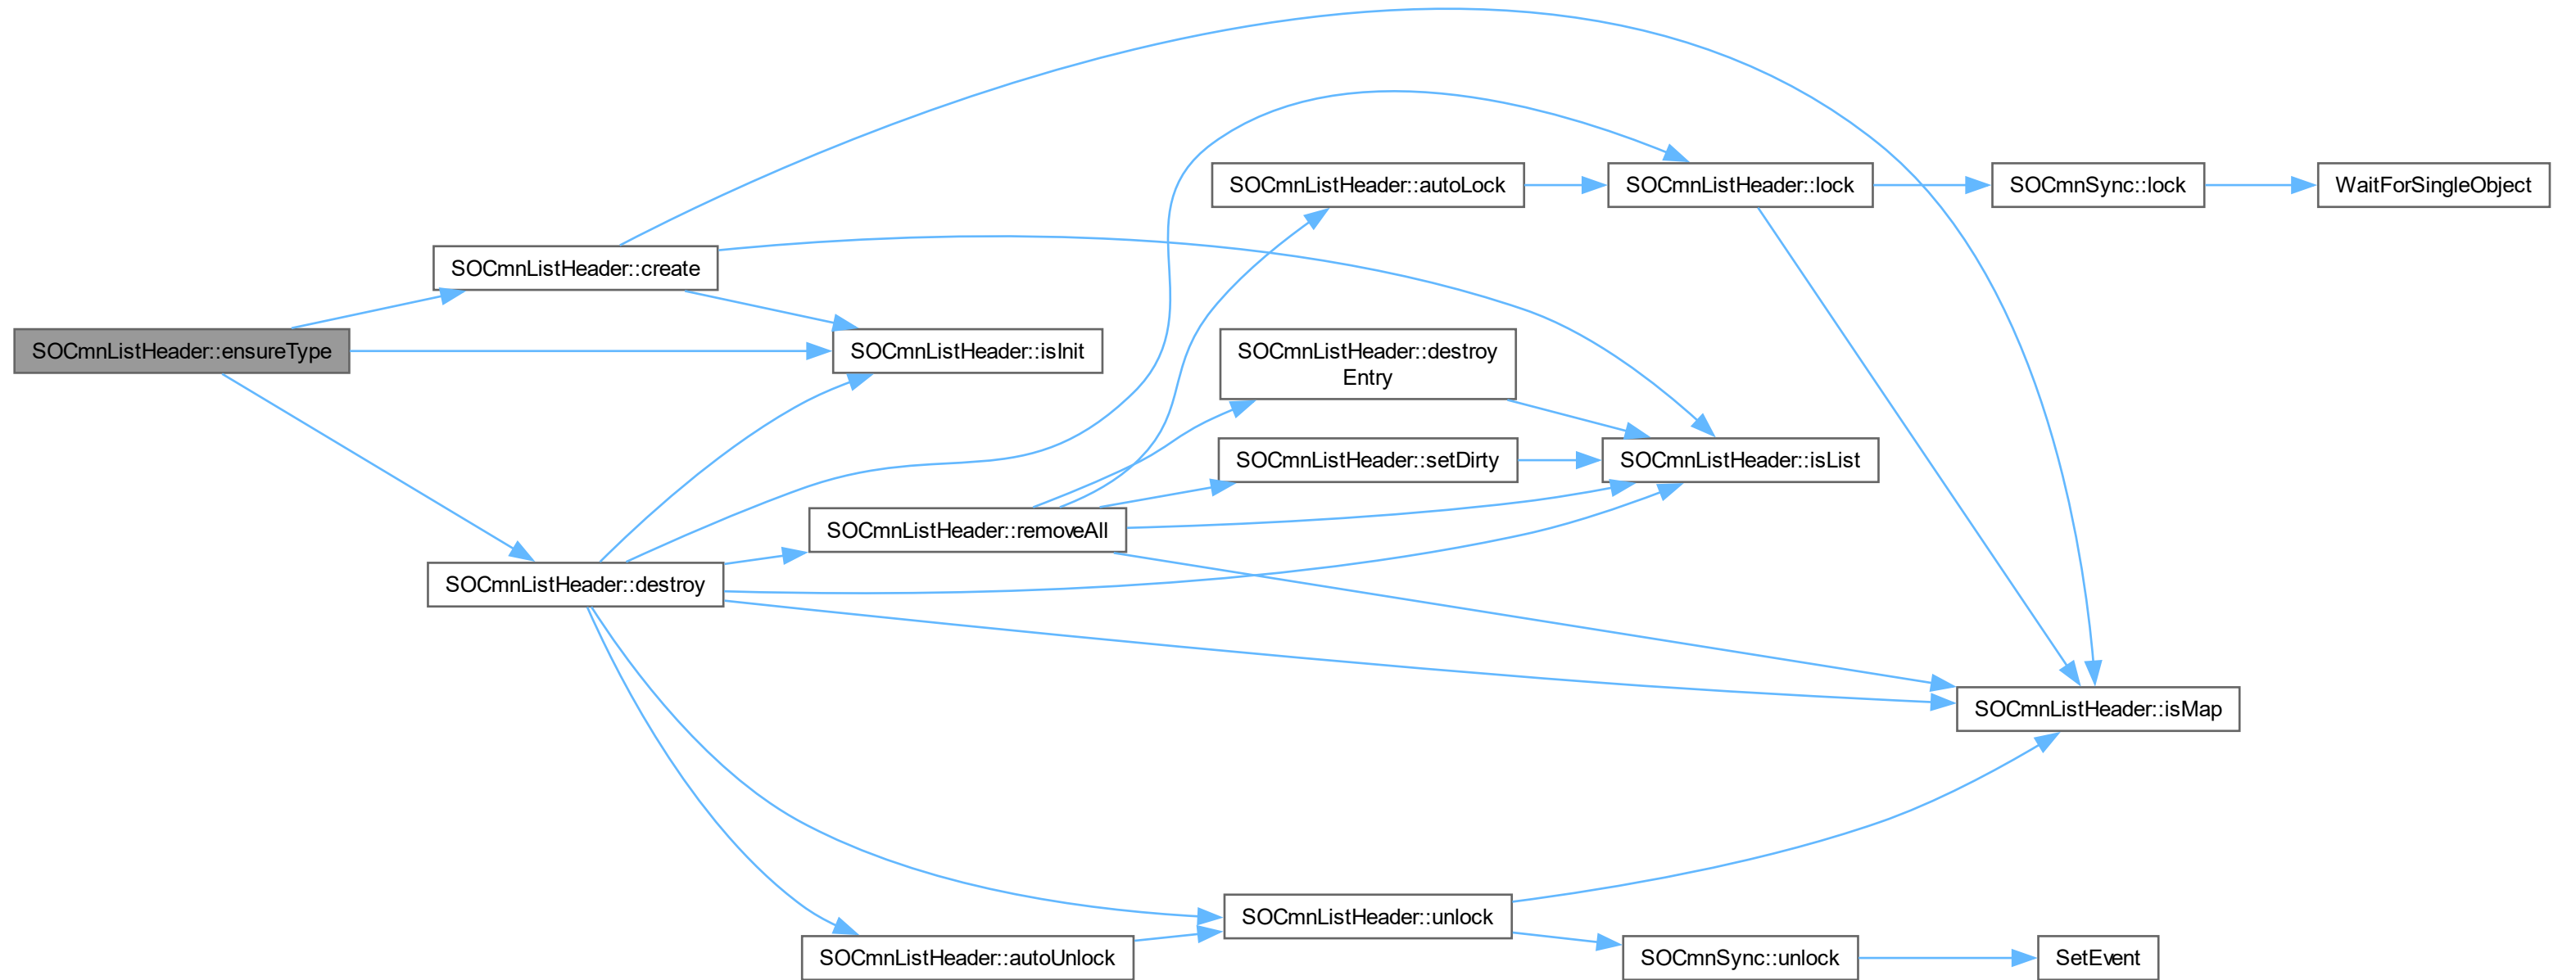 SOCmnListHeader::ensureType
SOCmnListHeader::create
SOCmnListHeader::isInit
SOCmnListHeader::destroy
SOCmnListHeader::removeAll
SOCmnListHeader::autoUnlock
SOCmnListHeader::autoLock
SOCmnListHeader::destroy
Entry
SOCmnListHeader::setDirty
SOCmnListHeader::unlock
SOCmnListHeader::lock
SOCmnListHeader::isList
SOCmnSync::unlock
SOCmnSync::lock
SOCmnListHeader::isMap
SetEvent
WaitForSingleObject